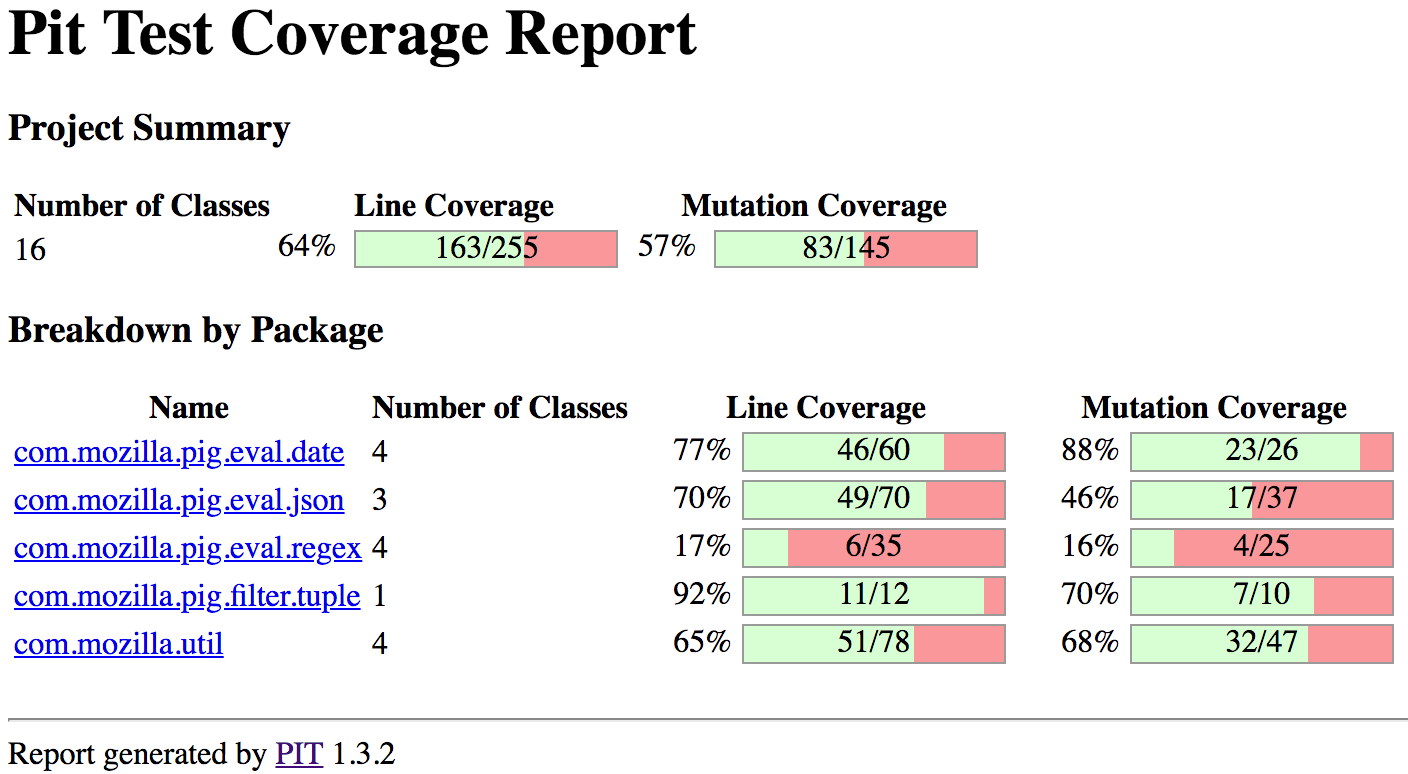 Pit Test Coverage Report
Project Summary
Number of Classes Line Coverage Mutation Coverage
16 64% 163/255 57% 83/145
Breakdown by Package
Name Number of Classes Line Coverage Mutation Coverage
com.mozilla.pig.eval.date 4 77% 46/60 88% 23/26
com.mozilla.pig.eval.json 3 70% 49/70 46% 17/37
com.mozilla.pig.eval.regex 4 17% 6/35 16% 4/25
com.mozilla.pig.filter.tuple 1 92% 11/12 70% 7/10
com.mozilla.util 4 65% 51/78 68% 32/47
Report generated by PIT 1.3.2